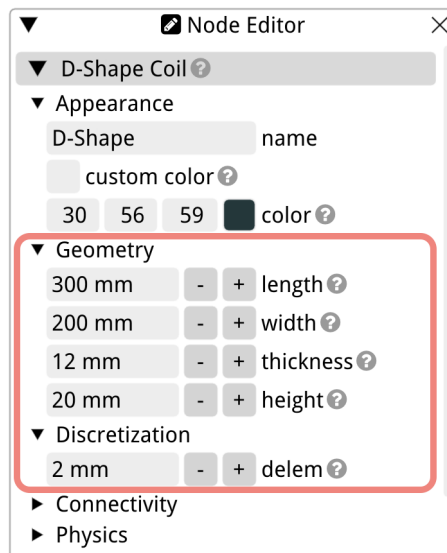 Node Editor
D-Shape Coil ?
Appearance
D-Shape name
custom color ?
30 56 59 color ?
Geometry
300 mm - + length ?
200 mm - + width ?
12 mm - + thickness ?
20 mm - + height ?
Discretization
2 mm - + delem ?
Connectivity
Physics